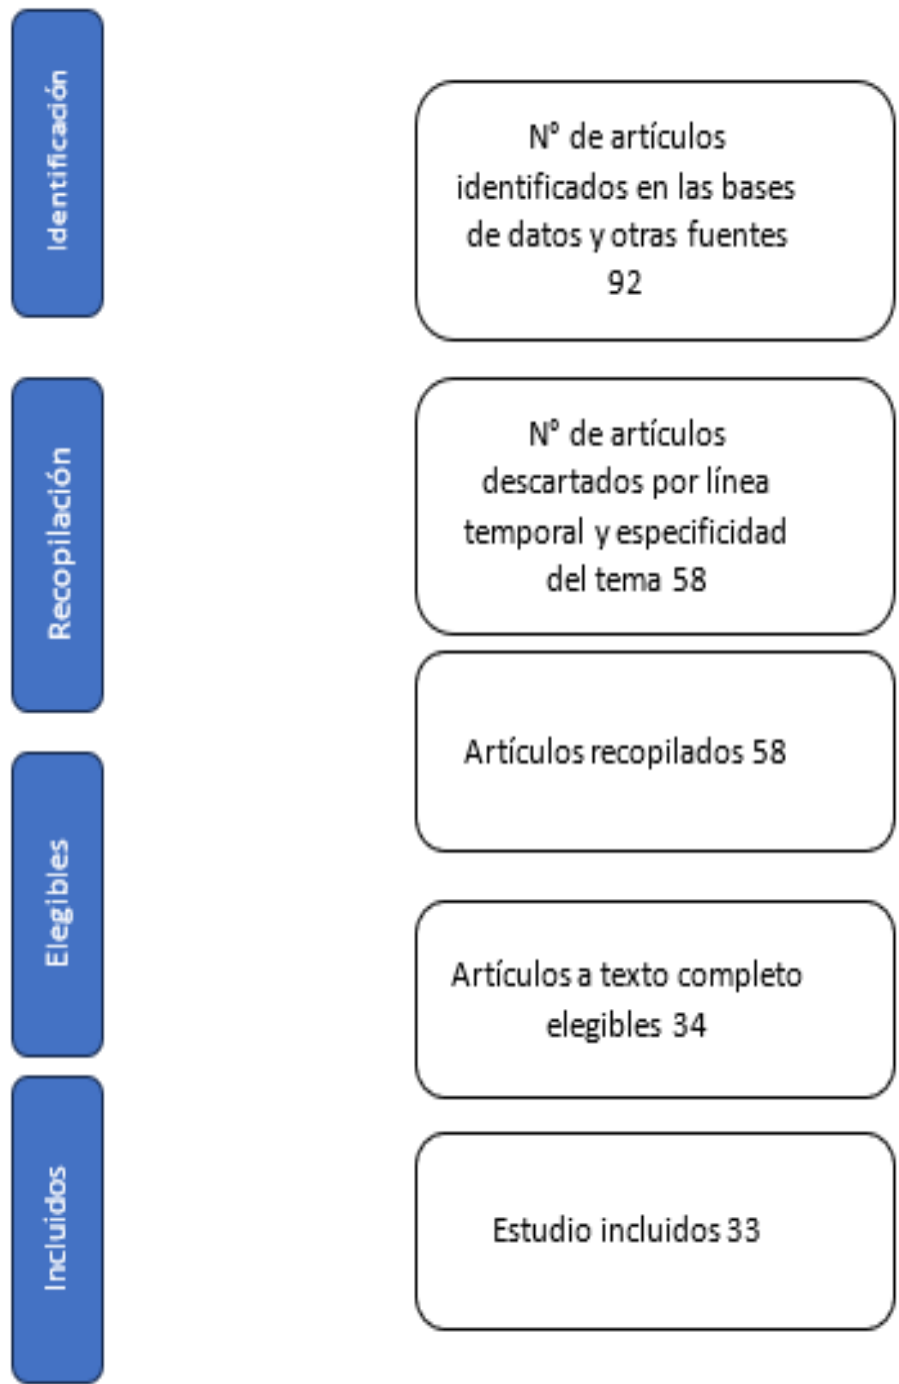 Identificación
N° de artículos
identificados en las bases
de datos y otras fuentes
92
Recopilación
N° de artículos
descartados por línea
temporal y especificidad
del tema 58
Artículos recopilados 58
Elegibles
Artículos a texto completo
elegibles 34
Incluidos
Estudio incluidos 33